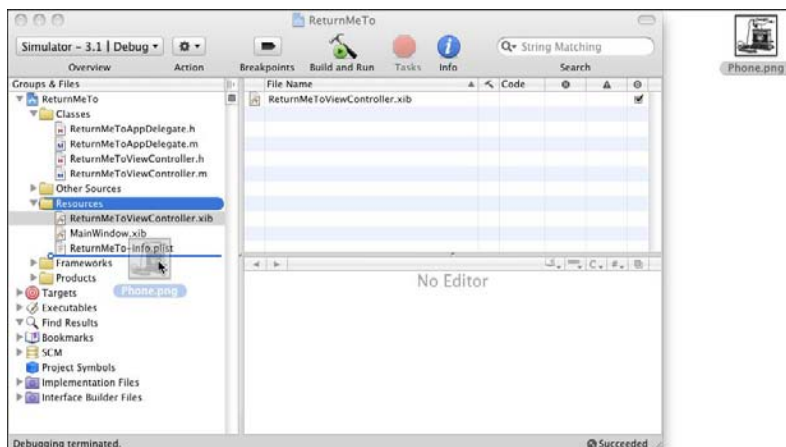 ReturnMeTo
Simulator - 3.1 | Debug
String Matching
Overview Action Breakpoints Build and Run Tasks Info Search
Phone.png
Groups & Files
File Name Code
ReturnMeTo
ReturnMeToViewController.xib
Classes
ReturnMeToAppDelegate.h
ReturnMeToAppDelegate.m
ReturnMeToViewController.h
ReturnMeToViewController.m
Other Sources
Resources
ReturnMeToViewController.xib
MainWindow.xib
ReturnMeTo-Info.plist
Frameworks
Products
Phone.png
Targets
Executables
Find Results
Bookmarks
SCM
Project Symbols
Implementation Files
Interface Builder Files
C #
No Editor
Debugging terminated.
Succeeded